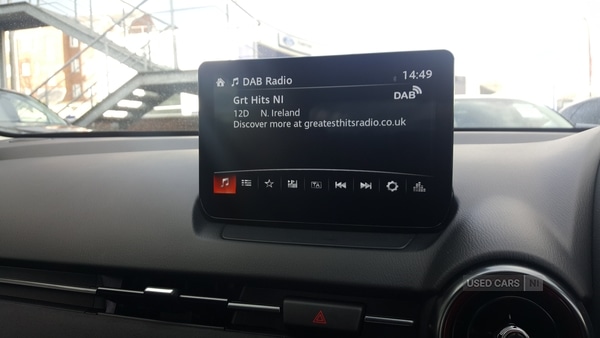 DAB Radio
14:49
Grt Hits NI
DAB
12D N. Ireland
Discover more at greatesthitsradio.co.uk
TA
USED CARS NI